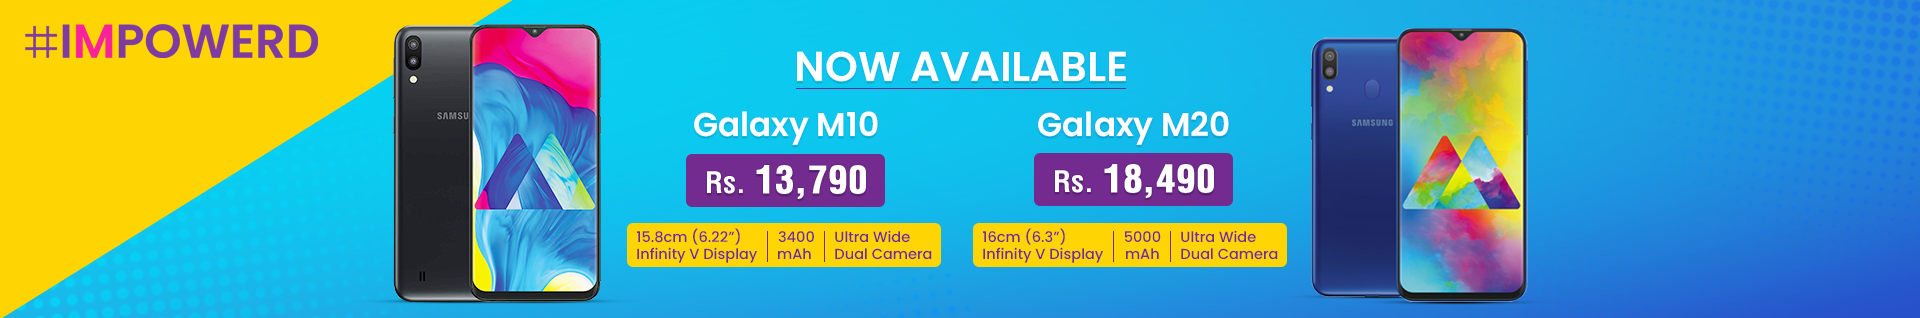 #IMPOWERD
NOW AVAILABLE
SAMSU
Galaxy M10
Rs. 13,790
15.8cm (6.22”)
Infinity V Display
3400
mAh
Ultra Wide
Dual Camera
Galaxy M20
Rs. 18,490
16cm (6.3”)
Infinity V Display
5000
mAh
Ultra Wide
Dual Camera
SAMSUNG